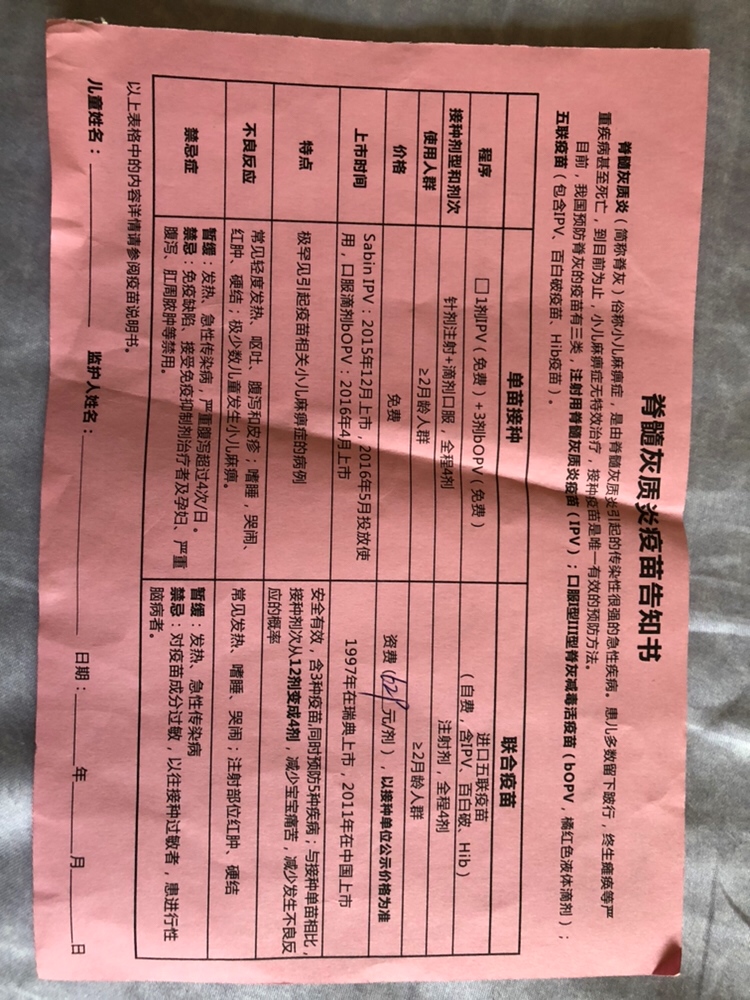 脊髓灰质炎疫苗告知书
脊髓灰质炎（简称脊灰）俗称小儿麻痹症，是由脊髓灰质炎引起的传染性很强的急性疾病。患儿多数留下跛行，终生瘫痪等严
重疾病甚至死亡，到目前为止，小儿麻痹症无特效治疗，接种疫苗是唯一有效的预防方法。
目前，我国预防脊灰的疫苗有三类，注射用脊髓灰质炎疫苗（IPV）；口服I型III型脊灰减毒活疫苗（bOPV，橘红色液体滴剂）；
五联疫苗（包含IPV、百白破疫苗、Hib疫苗）。
单苗接种
联合疫苗
程序
□1剂IPV（免费）+3剂bOPV（免费）
进口五联疫苗
（自费，含IPV、百白破、Hib）
接种剂型和剂次
针剂注射+滴剂口服，全程4剂
注射剂，全程4剂
使用人群
≥2月龄人群
≥2月龄人群
价格
免费
资费（629元/剂），以接种单位公示价格为准
上市时间
Sabin IPV：2015年12月上市，2016年5月投放使
用，口服滴剂bOPV：2016年4月上市
1997年在瑞典上市，2011年在中国上市
特点
极罕见引起疫苗相关小儿麻痹症的病例
安全有效，含3种疫苗,同时预防5种疾病；与接种单苗相比，
接种剂次从12剂变成4剂，减少宝宝痛苦，减少发生不良反
应的概率
不良反应
常见轻度发热、呕吐、腹泻和皮疹；嗜睡，哭闹、
红肿、硬结；极少数儿童发生小儿麻痹。
常见发热、嗜睡、哭闹；注射部位红肿、硬结
禁忌症
暂缓：发热、急性传染病，严重腹泻超过4次/日。
禁忌：免疫缺陷、接受免疫抑制剂治疗者及孕妇、严重
腹泻、肛周脓肿等禁用。
暂缓：发热、急性传染病
禁忌：对疫苗成分过敏，以往接种过敏者，患进行性
脑病者。
以上表格中的内容详情请参阅疫苗说明书。
儿童姓名：　　监护人姓名：　　日期：　　年　　月　　日